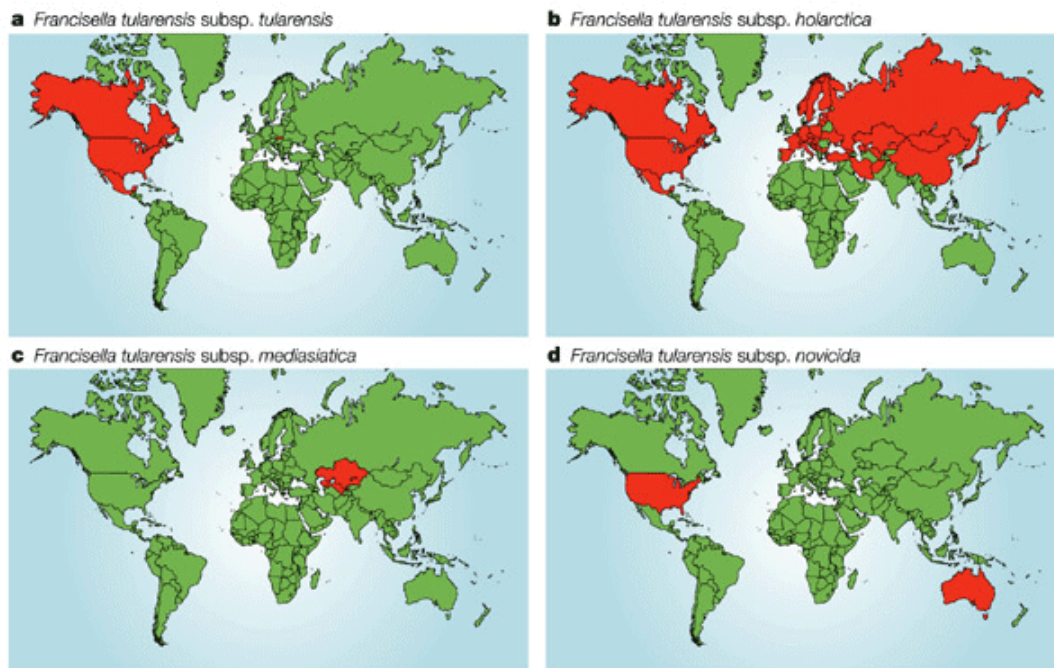 a Francisella tularensis subsp. tularensis
b Francisella tularensis subsp. holarctica
c Francisella tularensis subsp. mediasiatica
d Francisella tularensis subsp. novicida